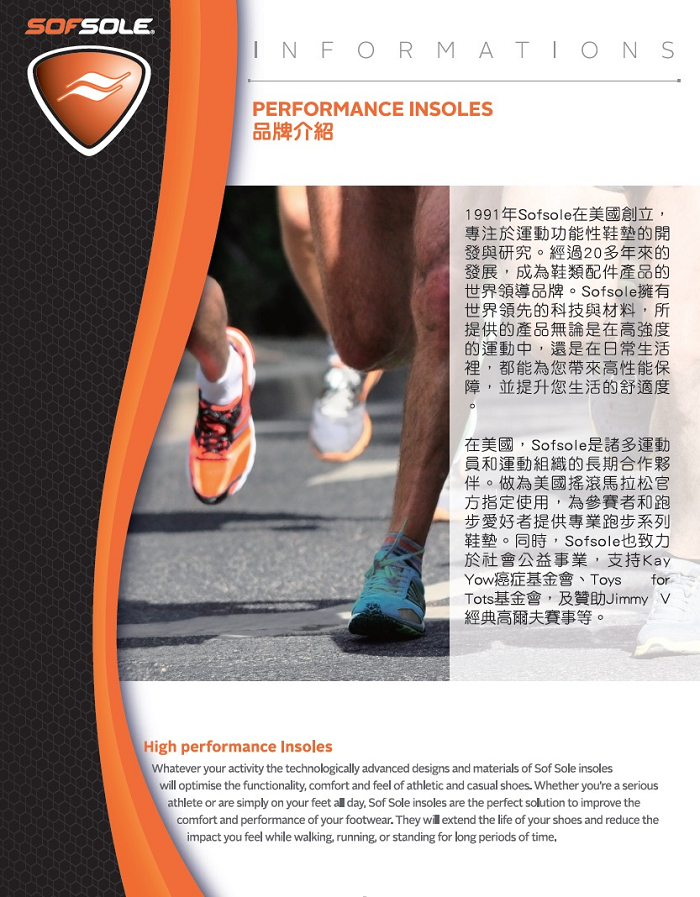 SOFSOLE®
INFORMATIONS
PERFORMANCE INSOLES
品牌介紹
1991年Sofsole在美國創立，
專注於運動功能性鞋墊的開
發與研究。經過20多年來的
發展，成為鞋類配件產品的
世界領導品牌。Sofsole擁有
世界領先的科技與材料，所
提供的產品無論是在高強度
的運動中，還是在日常生活
裡，都能為您帶來高性能保
障，並提升您生活的舒適度
。
在美國，Sofsole是諸多運動
員和運動組織的長期合作夥
伴。做為美國搖滾馬拉松官
方指定使用，為參賽者和跑
步愛好者提供專業跑步系列
鞋墊。同時，Sofsole也致力
於社會公益事業，支持Kay
Yow癌症基金會、Toys for
Tots基金會，及贊助Jimmy V
經典高爾夫賽事等。
High performance Insoles
Whatever your activity the technologically advanced designs and materials of Sof Sole insoles
will optimise the functionality, comfort and feel of athletic and casual shoes. Whether you're a serious
athlete or are simply on your feet all day, Sof Sole insoles are the perfect solution to improve the
comfort and performance of your footwear. They will extend the life of your shoes and reduce the
impact you feel while walking, running, or standing for long periods of time.